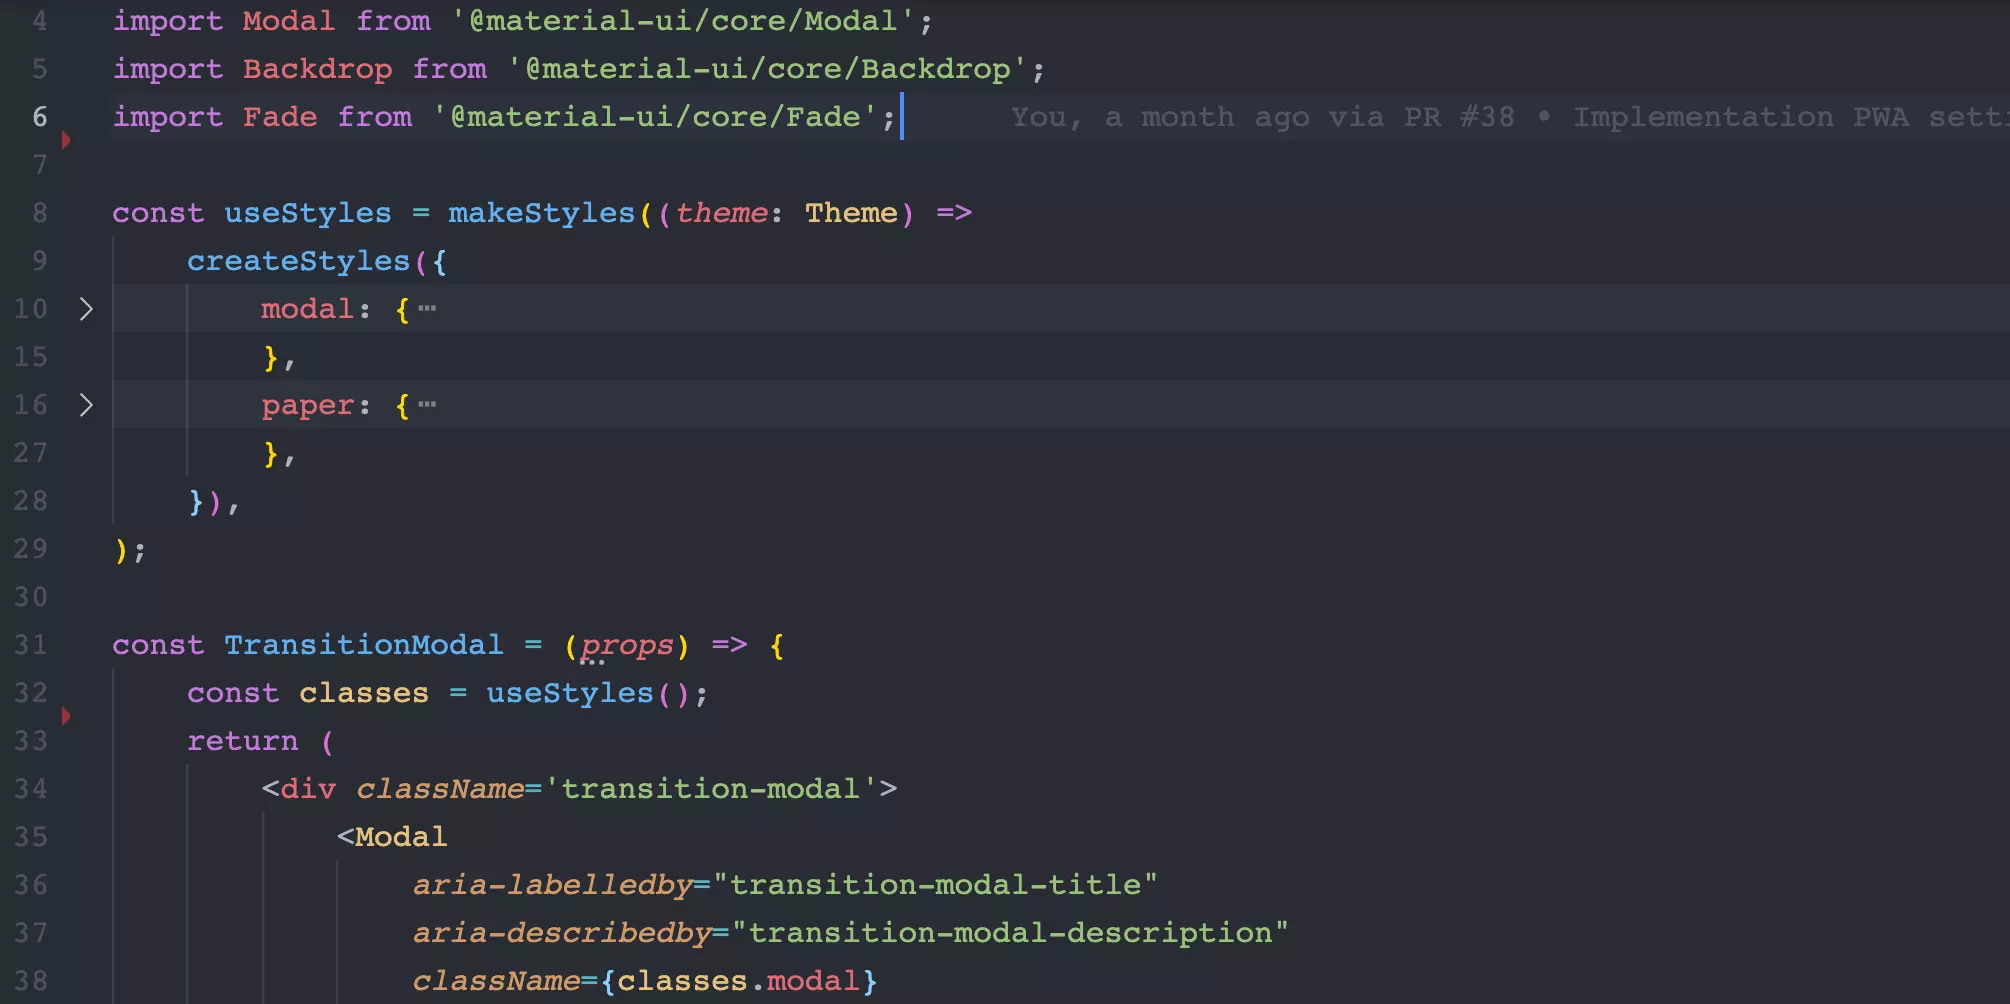 4 import Modal from '@material-ui/core/Modal';
5 import Backdrop from '@material-ui/core/Backdrop';
6 import Fade from '@material-ui/core/Fade'; You, a month ago via PR #38 • Implementation PWA
7
8 const useStyles = makeStyles((theme: Theme) =>
9 createStyles({
10 > modal: { ⋯
15 },
16 > paper: { ⋯
27 },
28 }),
29 );
30
31 const TransitionModal = (props) => {
32 const classes = useStyles();
33 return (
34 <div className='transition-modal'>
35 <Modal
36 aria-labelledby="transition-modal-title"
37 aria-describedby="transition-modal-description"
38 className={classes.modal}